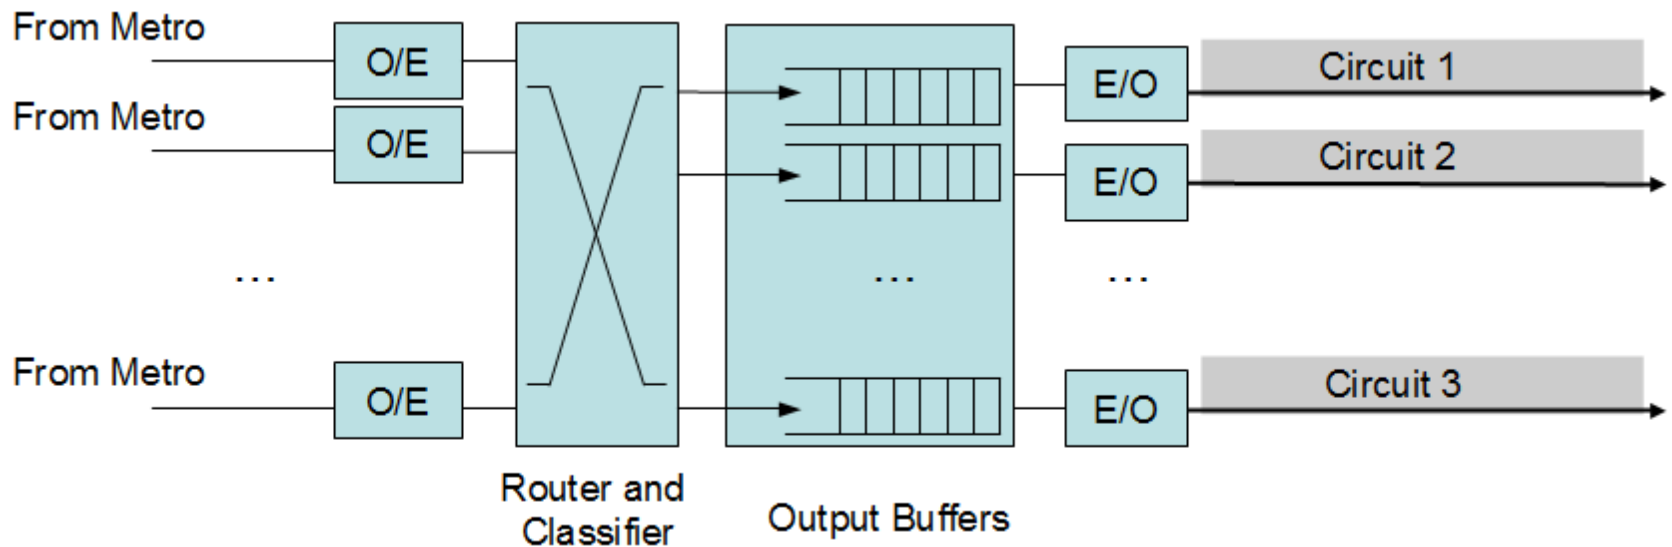 From Metro
O/E
E/O
Circuit 1
From Metro
O/E
E/O
Circuit 2
...
...
...
From Metro
O/E
E/O
Circuit 3
Router and
Classifier
Output Buffers